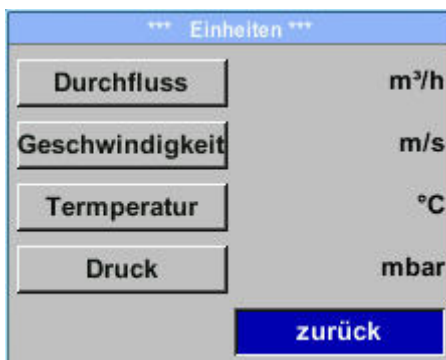 *** Einheiten ***
Durchfluss m³/h
Geschwindigkeit m/s
Termperatur °C
Druck mbar
zurück